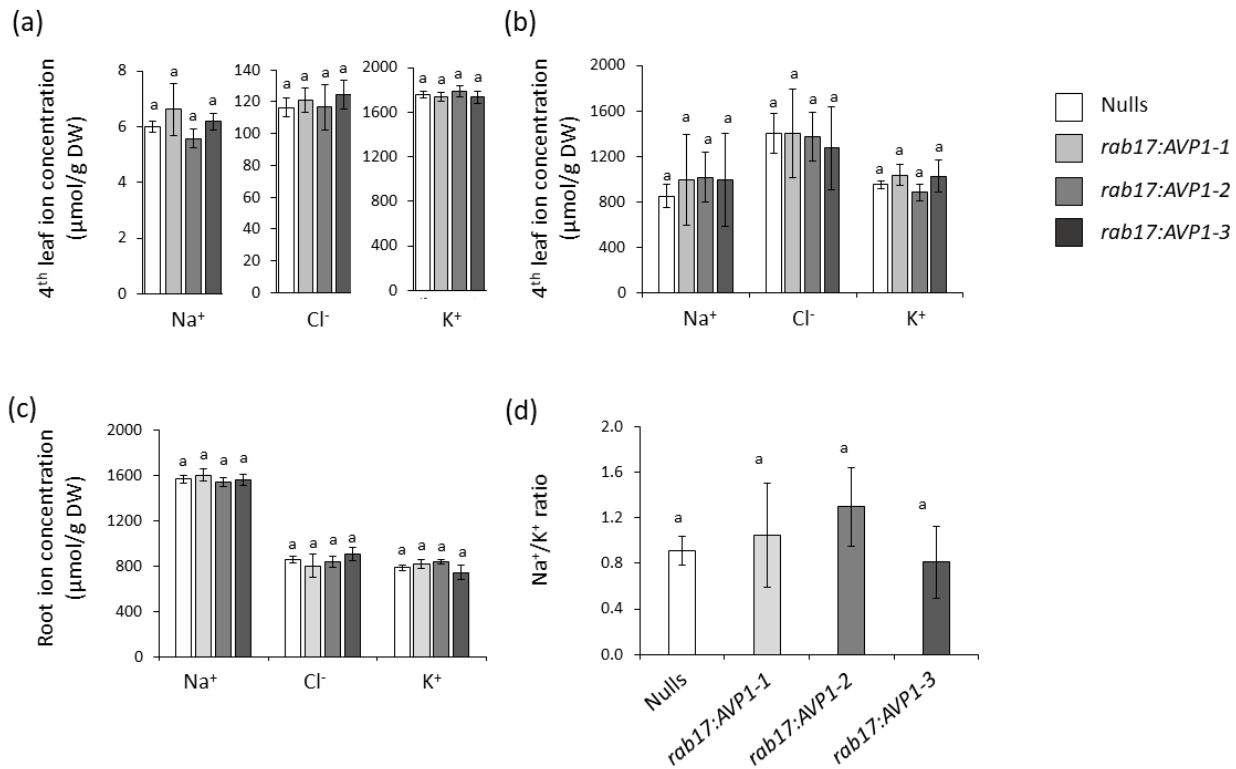 (a)
4th leaf ion concentration
(µmol/g DW)
8
6
4
2
0
a
a
a
a
Na⁺
140
120
100
80
60
40
20
0
a
a
a
a
Cl⁻
2000
1600
1200
800
400
0
a
a
a
a
K⁺
(b)
4th leaf ion concentration
(µmol/g DW)
2000
1600
1200
800
400
0
a
a
a
a
a
a
a
a
a
a
a
a
Na⁺
Cl⁻
K⁺
Nulls
rab17:AVP1-1
rab17:AVP1-2
rab17:AVP1-3
(c)
Root ion concentration
(µmol/g DW)
2000
1600
1200
800
400
0
a
a
a
a
a
a
a
a
a
a
a
a
Na⁺
Cl⁻
K⁺
(d)
Na⁺/K⁺ ratio
2.0
1.6
1.2
0.8
0.4
0.0
a
a
a
a
Nulls
rab17:AVP1-1
rab17:AVP1-2
rab17:AVP1-3